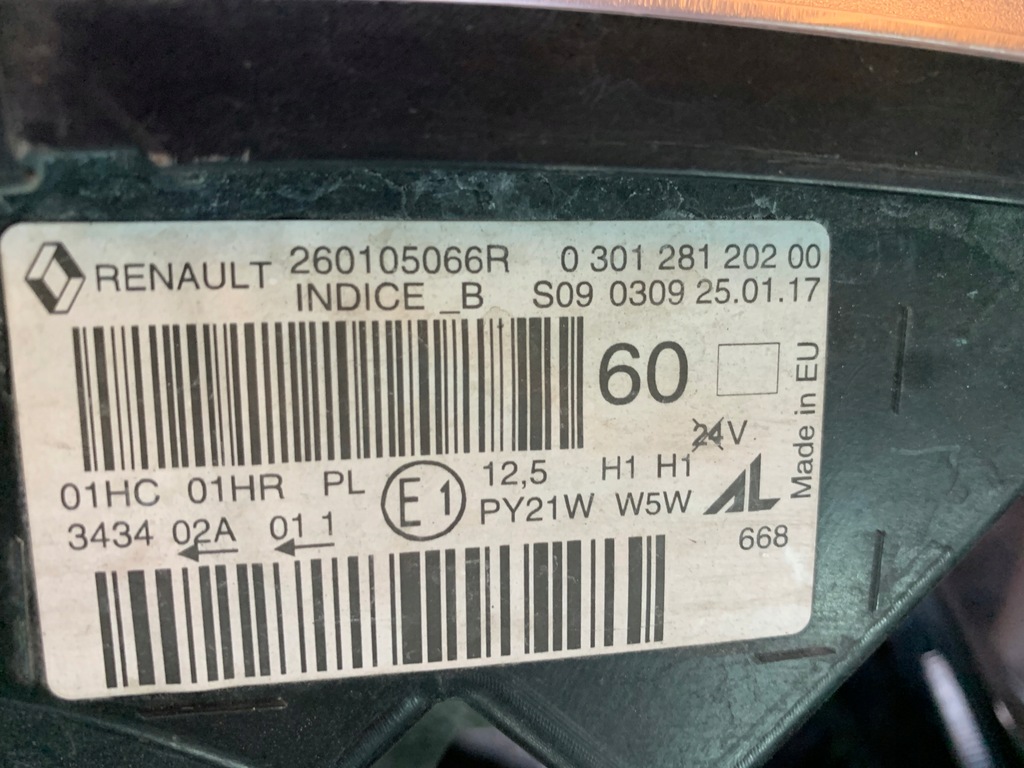 RENAULT 260105066R 0 301 281 202 00
INDICE _B S09 0309 25.01.17
60
Made in EU
24V
01HC 01HR PL E1 12,5 H1 H1
3434 02A 01 1 PY21W W5W AL
668